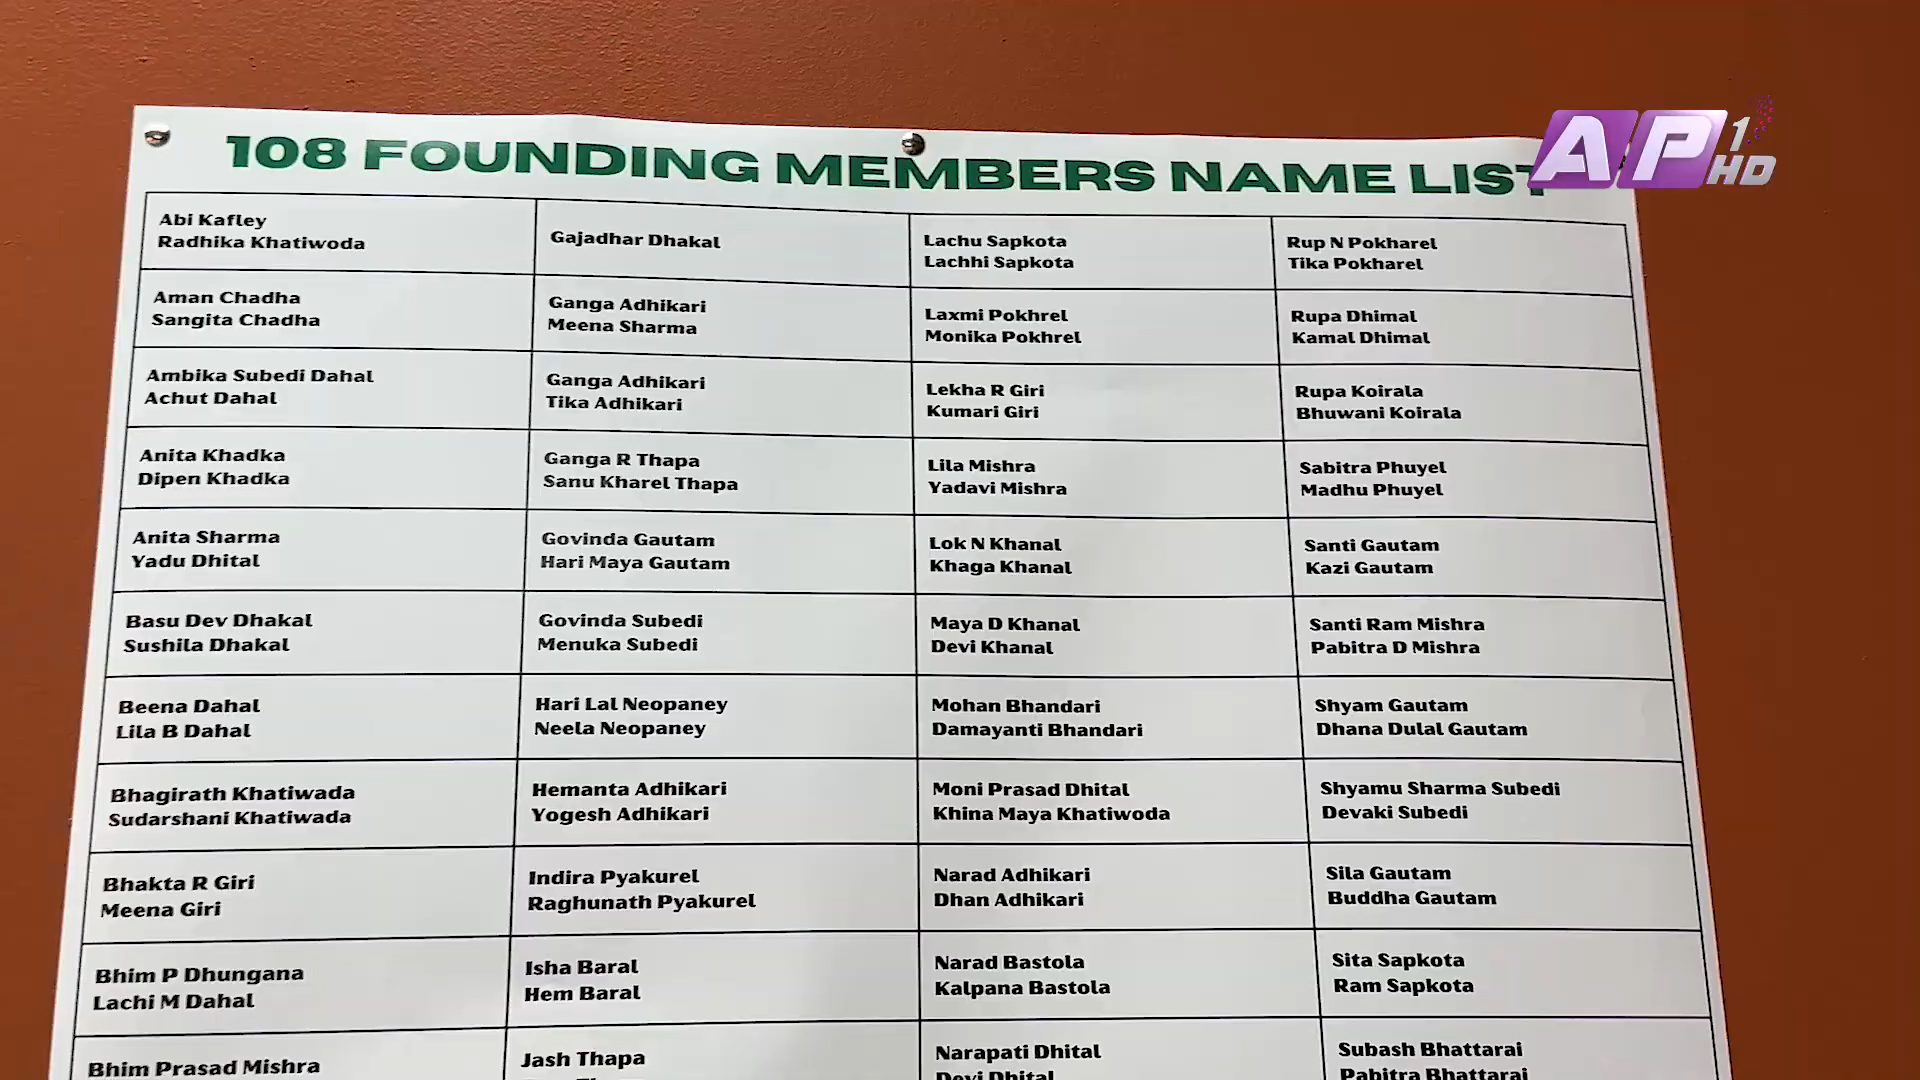 108 FOUNDING MEMBERS NAME LIST
AP1 HD
Abi Kafley
Radhika Khatiwoda
Gajadhar Dhakal
Lachu Sapkota
Lachhi Sapkota
Rup N Pokharel
Tika Pokharel
Aman Chadha
Sangita Chadha
Ganga Adhikari
Meena Sharma
Laxmi Pokhrel
Monika Pokhrel
Rupa Dhimal
Kamal Dhimal
Ambika Subedi Dahal
Achut Dahal
Ganga Adhikari
Tika Adhikari
Lekha R Giri
Kumari Giri
Rupa Koirala
Bhuwani Koirala
Anita Khadka
Dipen Khadka
Ganga R Thapa
Sanu Kharel Thapa
Lila Mishra
Yadavi Mishra
Sabitra Phuyel
Madhu Phuyel
Anita Sharma
Yadu Dhital
Govinda Gautam
Hari Maya Gautam
Lok N Khanal
Khaga Khanal
Santi Gautam
Kazi Gautam
Basu Dev Dhakal
Sushila Dhakal
Govinda Subedi
Menuka Subedi
Maya D Khanal
Devi Khanal
Santi Ram Mishra
Pabitra D Mishra
Beena Dahal
Lila B Dahal
Hari Lal Neopaney
Neela Neopaney
Mohan Bhandari
Damayanti Bhandari
Shyam Gautam
Dhana Dulal Gautam
Bhagirath Khatiwada
Sudarshani Khatiwada
Hemanta Adhikari
Yogesh Adhikari
Moni Prasad Dhital
Khina Maya Khatiwoda
Shyamu Sharma Subedi
Devaki Subedi
Bhakta R Giri
Meena Giri
Indira Pyakurel
Raghunath Pyakurel
Narad Adhikari
Dhan Adhikari
Sila Gautam
Buddha Gautam
Bhim P Dhungana
Lachi M Dahal
Isha Baral
Hem Baral
Narad Bastola
Kalpana Bastola
Sita Sapkota
Ram Sapkota
Bhim Prasad Mishra
Jash Thapa
Narapati Dhital
Devi Dhital
Subash Bhattarai
Pabitra Bhattarai